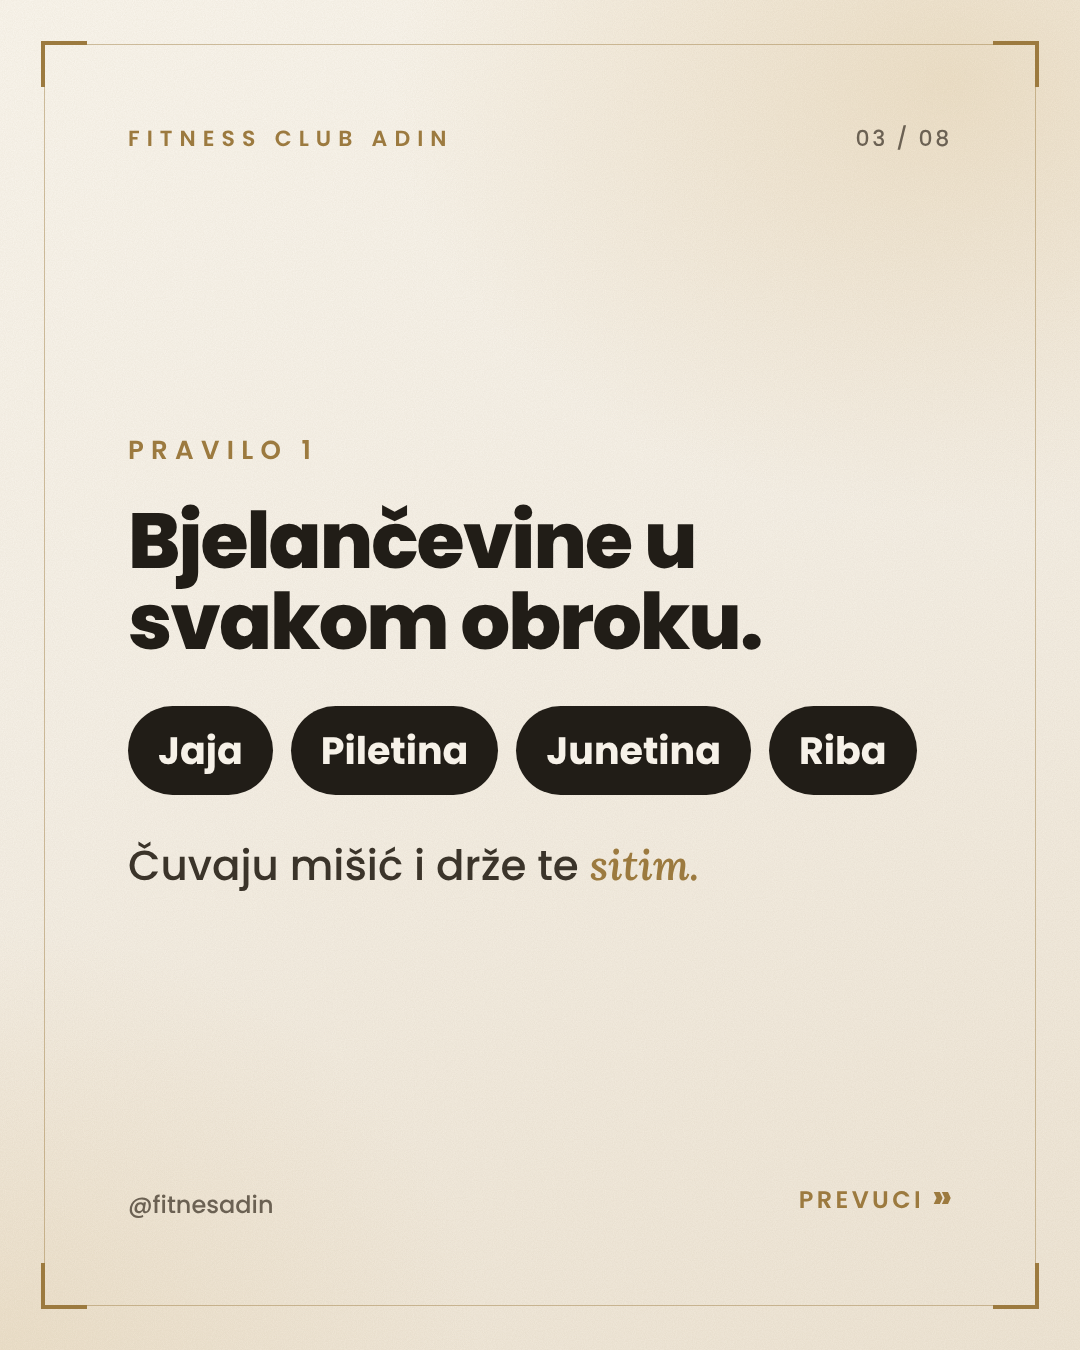 FITNESS CLUB ADIN
03 / 08
PRAVILO 1
Bjelančevine u
svakom obroku.
Jaja Piletina Junetina Riba
Čuvaju mišić i drže te sitim.
@fitnesadin
PREVUCI »